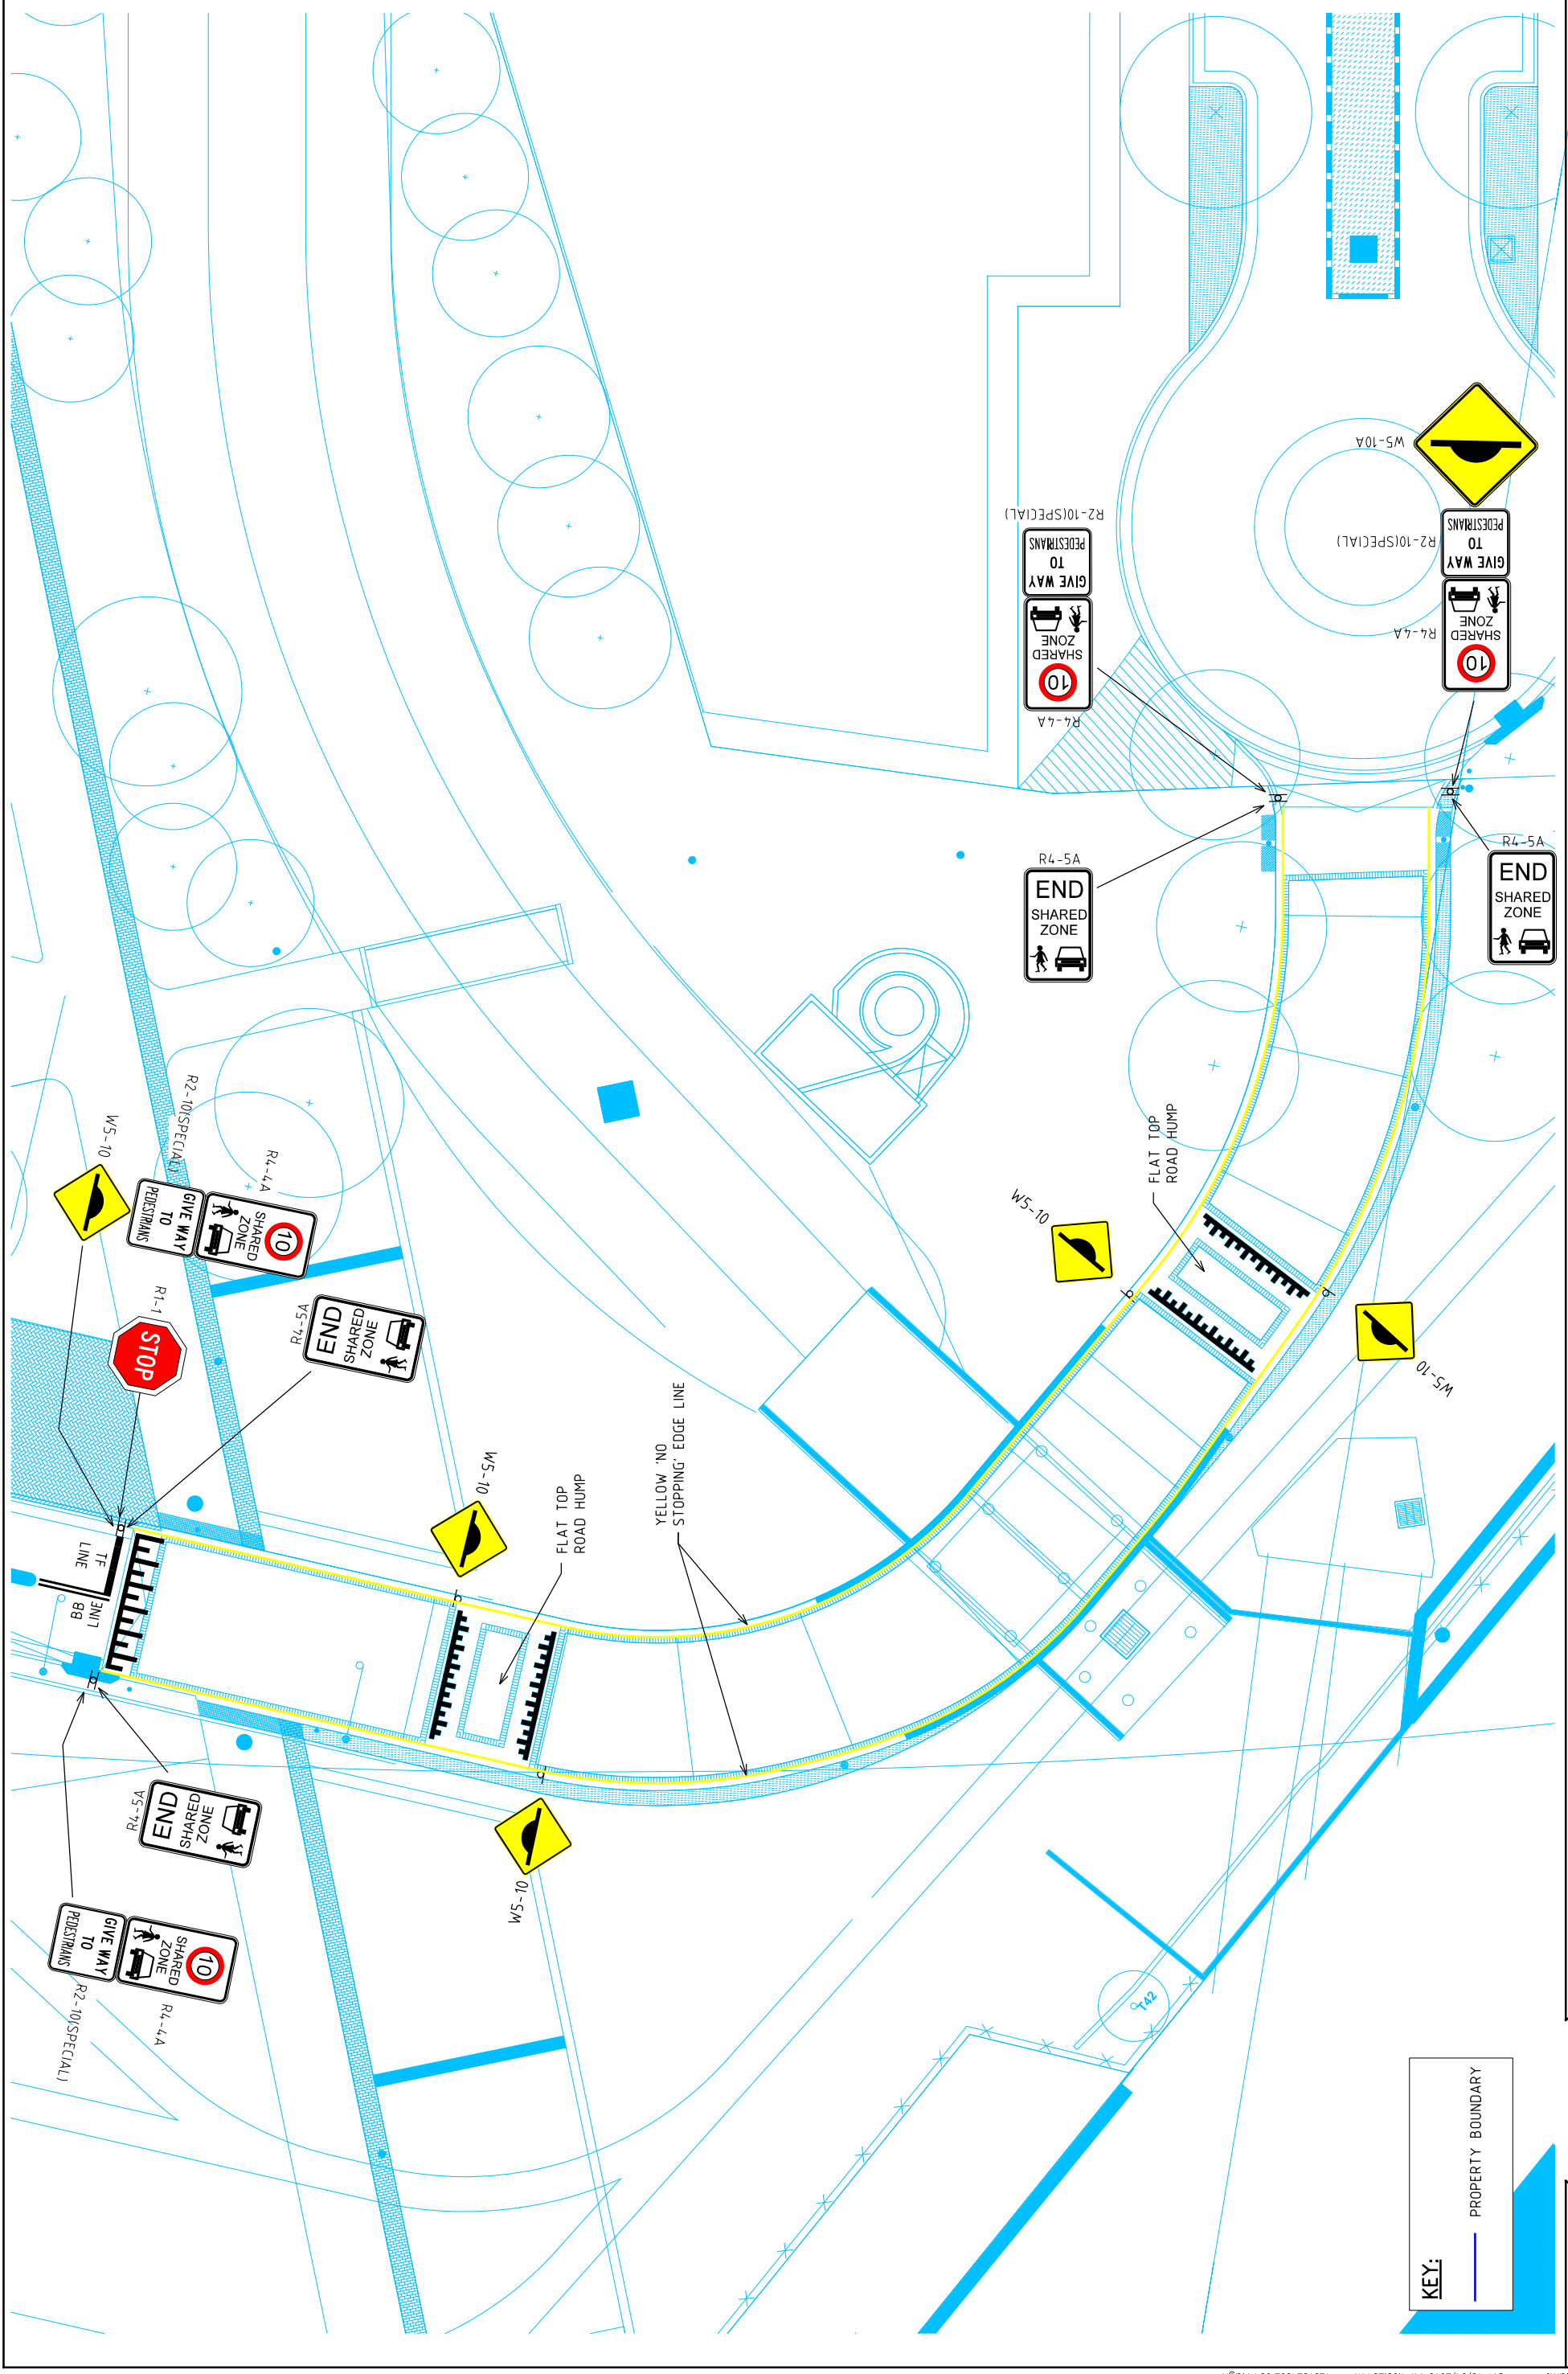 W5-10A
R2-10(SPECIAL)
GIVE WAY
TO
PEDESTRIANS
SHARED
ZONE
10
R4-4A
R2-10(SPECIAL)
GIVE WAY
TO
PEDESTRIANS
SHARED
ZONE
10
R4-4A
R4-5A
END
SHARED
ZONE
R4-5A
END
SHARED
ZONE
W5-10
R2-10(SPECIAL)
GIVE WAY
TO
PEDESTRIANS
R4-4A
10
SHARED
ZONE
R1-1
STOP
R4-5A
END
SHARED
ZONE
FLAT TOP
ROAD HUMP
W5-10
W5-10
W5-10
FLAT TOP
ROAD HUMP
YELLOW 'NO
STOPPING' EDGE LINE
TF
LINE
BB
LINE
R4-5A
END
SHARED
ZONE
W5-10
GIVE WAY
TO
PEDESTRIANS
R2-10(SPECIAL)
10
SHARED
ZONE
R4-4A
T42
KEY:
PROPERTY BOUNDARY